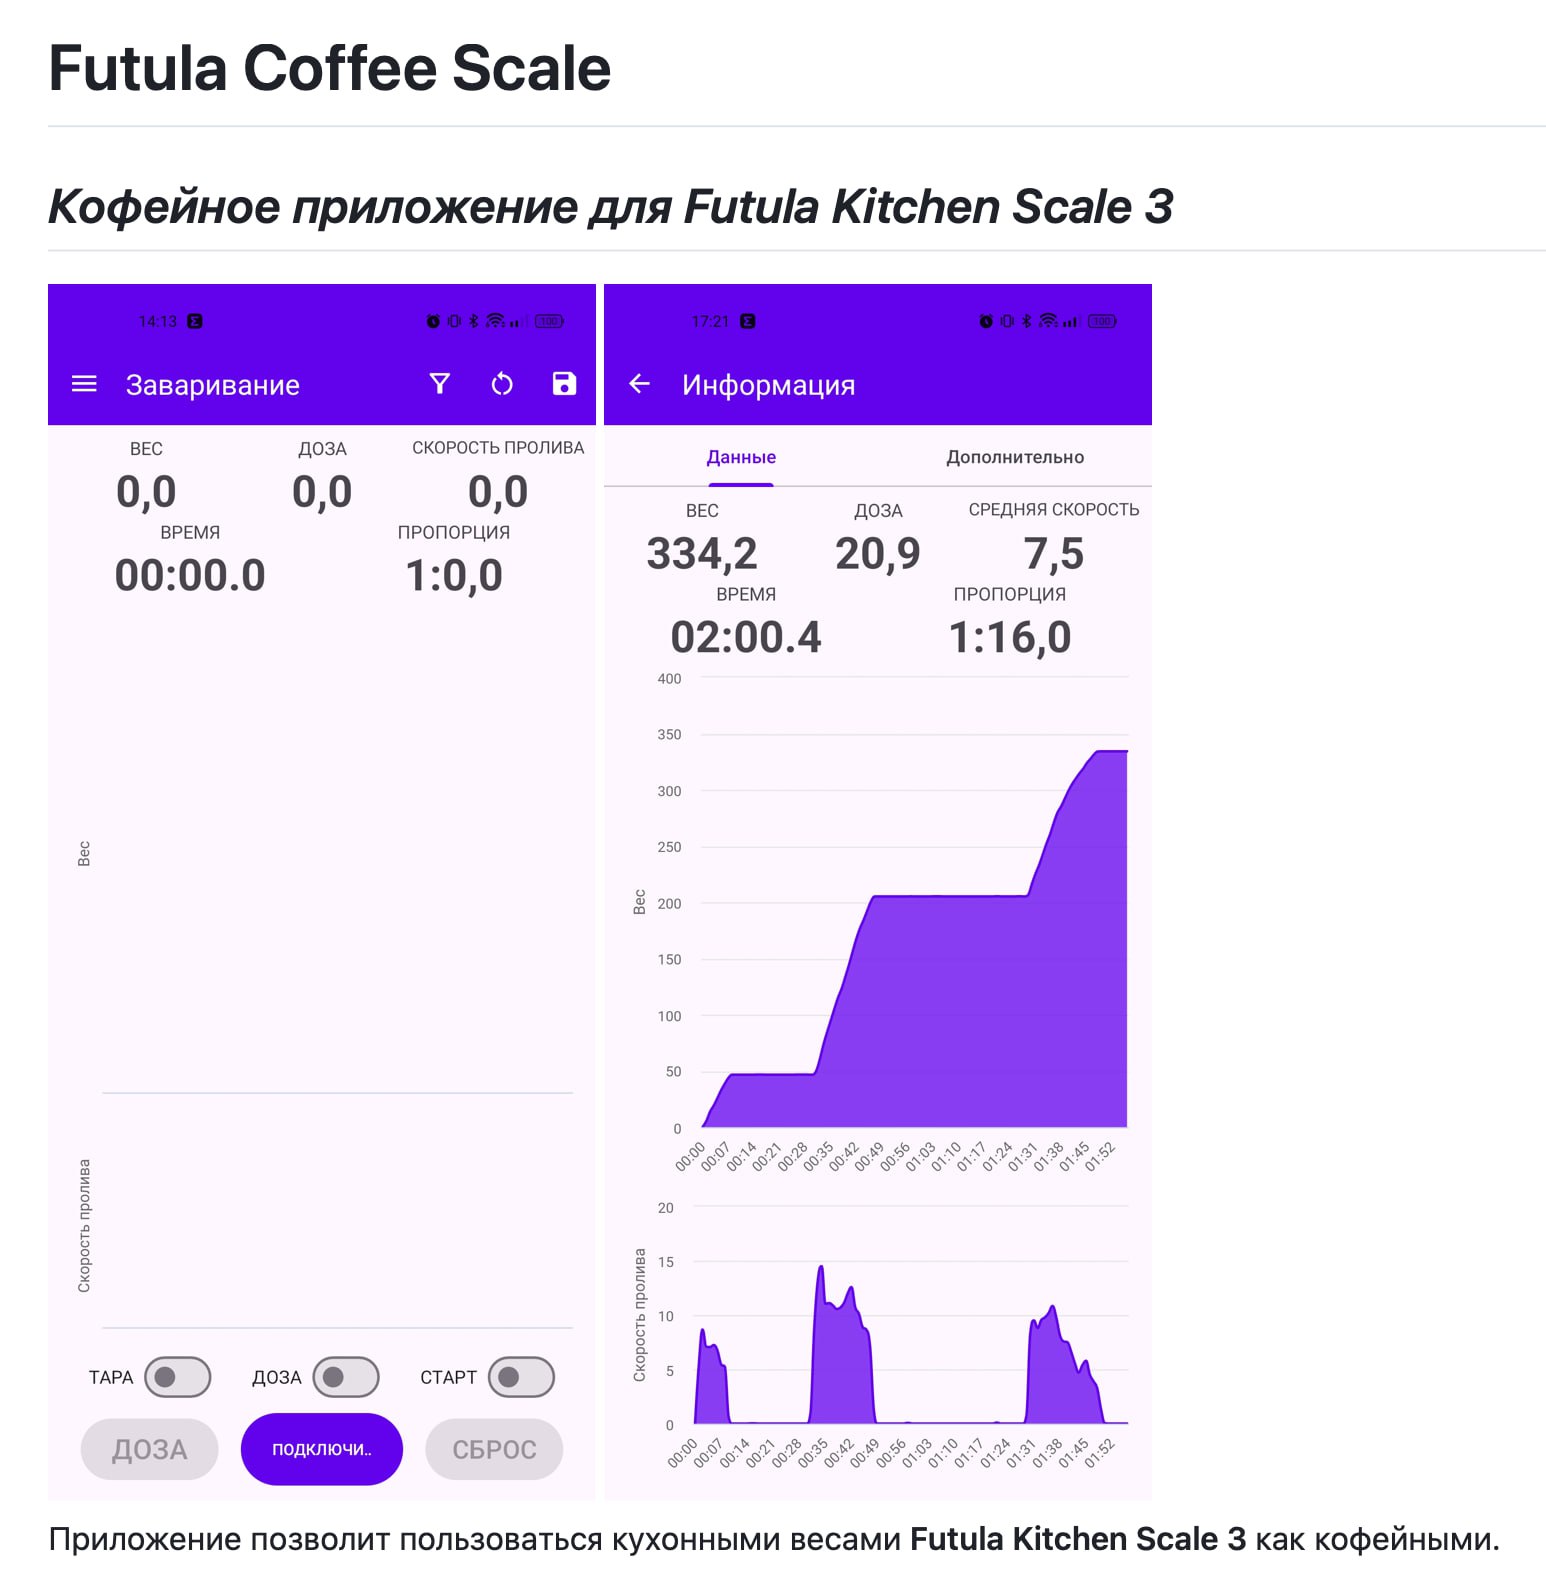 Futula Coffee Scale
Кофейное приложение для Futula Kitchen Scale 3
14:13
100
Заваривание
ВЕС ДОЗА СКОРОСТЬ ПРОЛИВА
0,0 0,0 0,0
ВРЕМЯ ПРОПОРЦИЯ
00:00.0 1:0,0
Вес
Скорость пролива
ТАРА ДОЗА СТАРТ
ДОЗА ПОДКЛЮЧИ.. СБРОС
17:21
100
Информация
Данные Дополнительно
ВЕС ДОЗА СРЕДНЯЯ СКОРОСТЬ
334,2 20,9 7,5
ВРЕМЯ ПРОПОРЦИЯ
02:00.4 1:16,0
400
350
300
250
Вес
200
150
100
50
0
00:00 00:07 00:14 00:21 00:28 00:35 00:42 00:49 00:56 01:03 01:10 01:17 01:24 01:31 01:38 01:45 01:52
20
15
Скорость пролива
10
5
0
00:00 00:07 00:14 00:21 00:28 00:35 00:42 00:49 00:56 01:03 01:10 01:17 01:24 01:31 01:38 01:45 01:52
Приложение позволит пользоваться кухонными весами Futula Kitchen Scale 3 как кофейными.